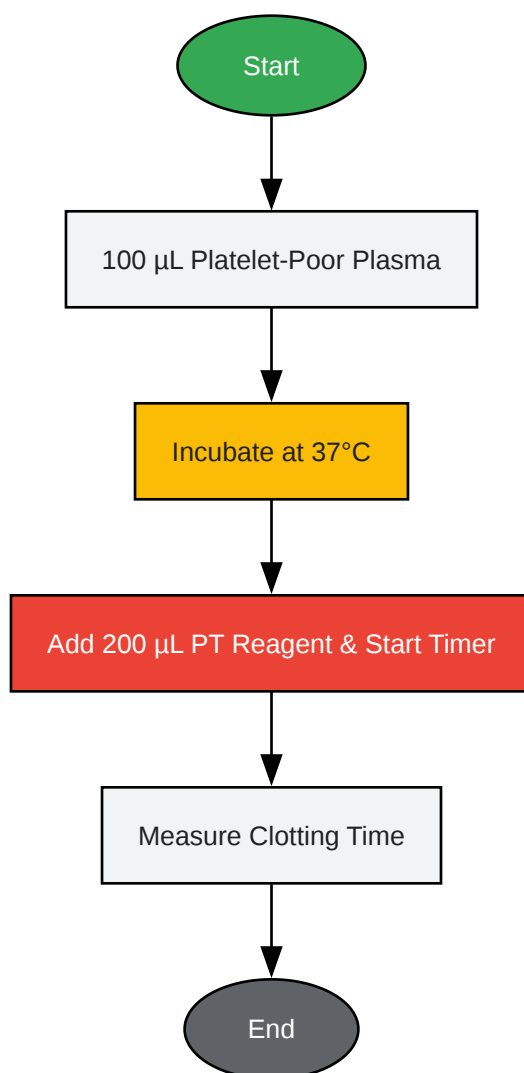 Start
100 µL Platelet-Poor Plasma
Incubate at 37°C
Add 200 µL PT Reagent & Start Timer
Measure Clotting Time
End